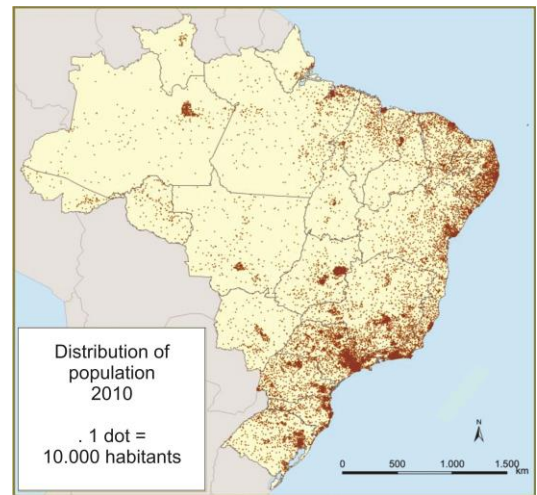 Distribution of
population
2010
. 1 dot =
10.000 habitants
N
0 500 1.000 1.500
km